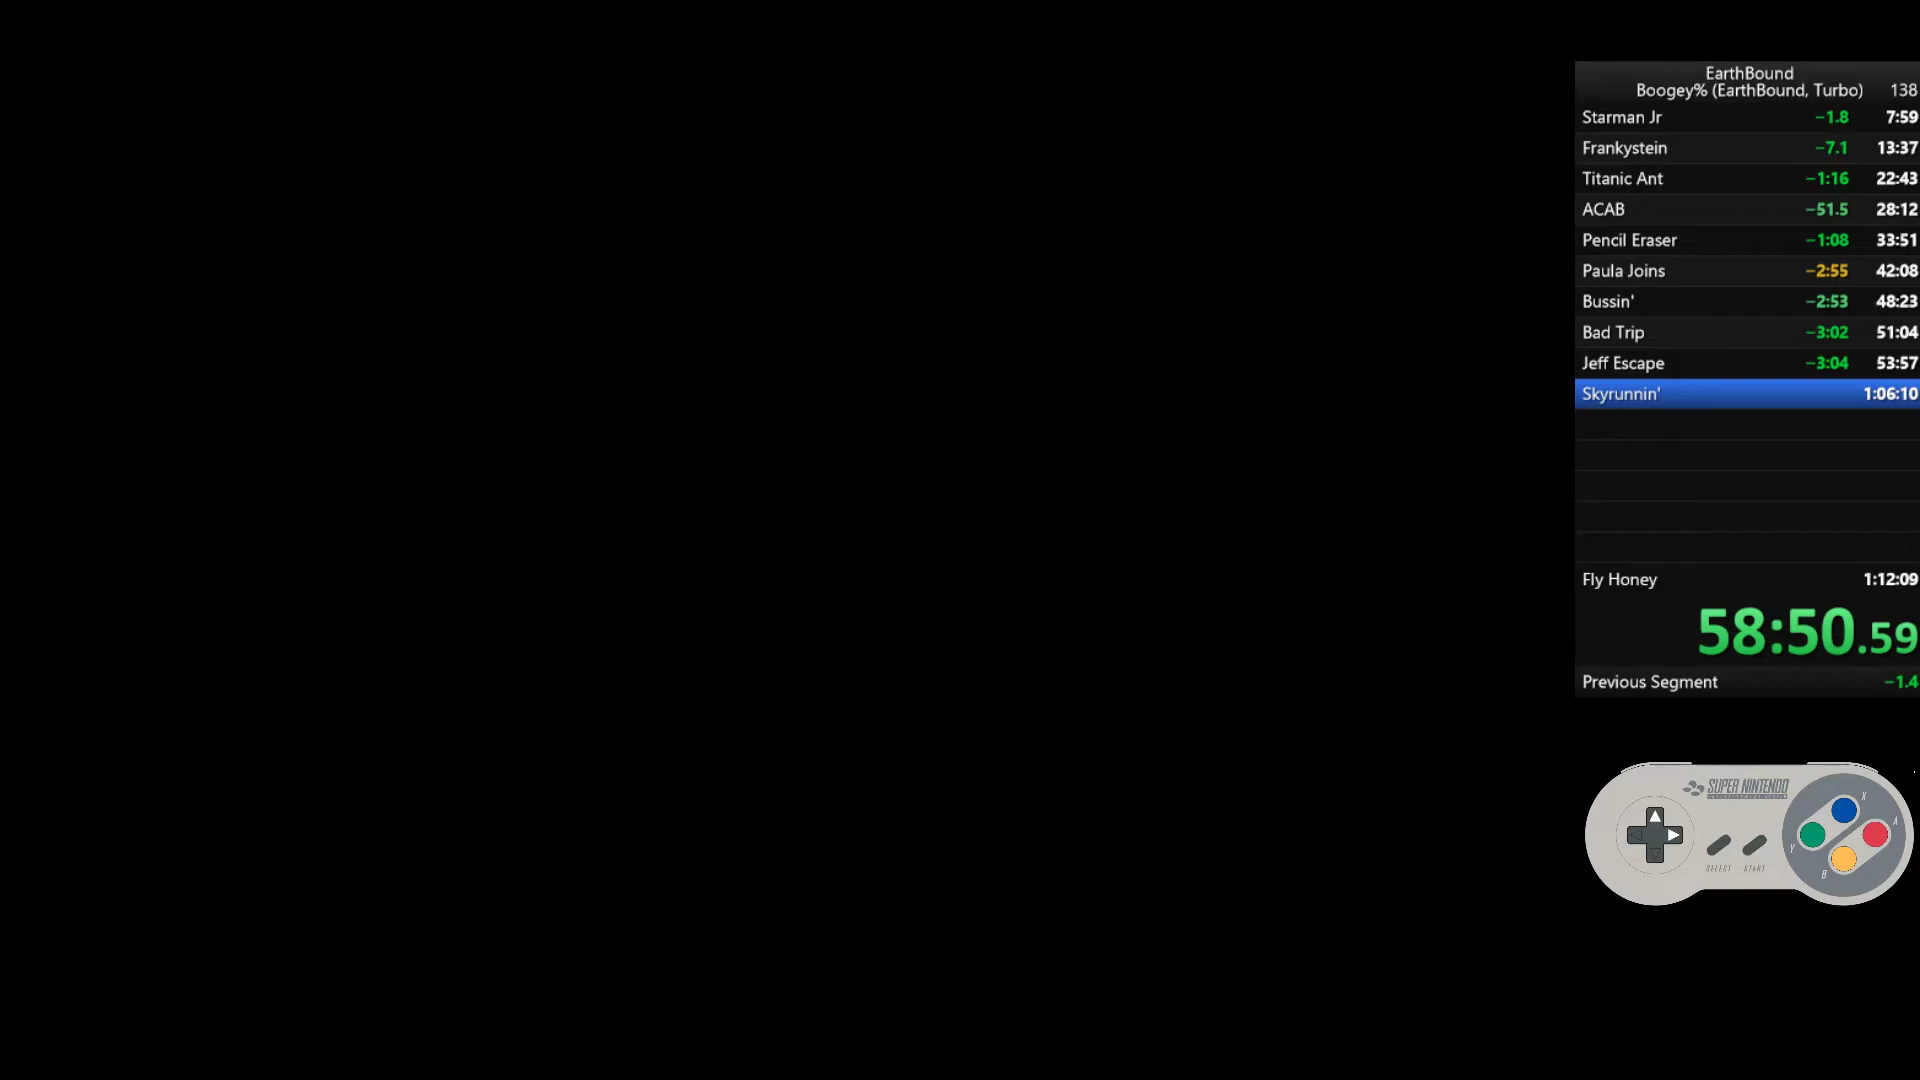 EarthBound
Boogey% (EarthBound, Turbo) 138
Starman Jr −1.8 7:59
Frankystein −7.1 13:37
Titanic Ant −1:16 22:43
ACAB −51.5 28:12
Pencil Eraser −1:08 33:51
Paula Joins −2:55 42:08
Bussin' −2:53 48:23
Bad Trip −3:02 51:04
Jeff Escape −3:04 53:57
Skyrunnin' 1:06:10
Fly Honey 1:12:09
58:50.59
Previous Segment −1.4
SUPER NINTENDO
X
A
Y
B
SELECT START